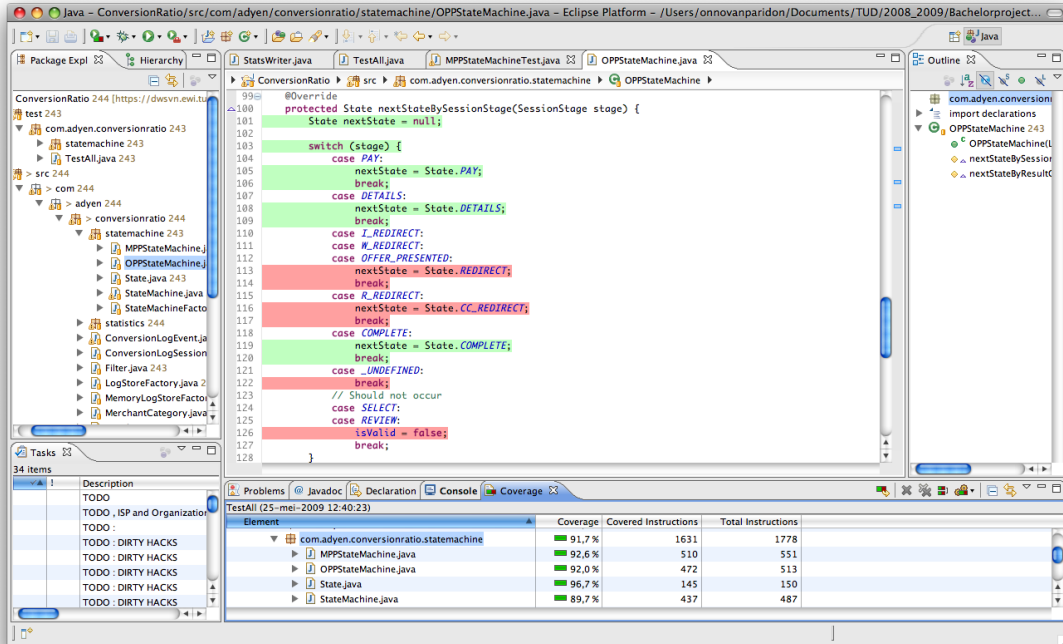 Java - ConversionRatio/src/com/adyen/conversionratio/statemachine/OPPStateMachine.java - Eclipse Platform - /Users/onnovanparidon/Documents/TUD/2008_2009/Bachelorproject...
Java
Package Expl
Hierarchy
ConversionRatio 244 [https://dwsvn.ewi.tu
test 243
com.adyen.conversionratio 243
statemachine 243
TestAll.java 243
> src 244
> com 244
> adyen 244
> conversionratio 244
statemachine 243
MPPStateMachine.j
OPPStateMachine.j
State.java 243
StateMachine.java
StateMachineFacto
statistics 244
ConversionLogEvent.ja
ConversionLogSession
Filter.java 243
LogStoreFactory.java 2
MemoryLogStoreFactor
MerchantCategory.java
Tasks
34 items
! Description
TODO
TODO , ISP and Organization
TODO :
TODO : DIRTY HACKS
TODO : DIRTY HACKS
TODO : DIRTY HACKS
TODO : DIRTY HACKS
TODO : DIRTY HACKS
StatsWriter.java
TestAll.java
MPPStateMachineTest.java
OPPStateMachine.java
ConversionRatio src com.adyen.conversionratio.statemachine OPPStateMachine
99 @Override
100 protected State nextStateBySessionStage(SessionStage stage) {
101 State nextState = null;
102
103 switch (stage) {
104 case PAY:
105 nextState = State.PAY;
106 break;
107 case DETAILS:
108 nextState = State.DETAILS;
109 break;
110 case I_REDIRECT:
111 case W_REDIRECT:
112 case OFFER_PRESENTED:
113 nextState = State.REDIRECT;
114 break;
115 case R_REDIRECT:
116 nextState = State.CC_REDIRECT;
117 break;
118 case COMPLETE:
119 nextState = State.COMPLETE;
120 break;
121 case _UNDEFINED:
122 break;
123 // Should not occur
124 case SELECT:
125 case REVIEW:
126 isValid = false;
127 break;
128 }
Outline
com.adyen.conversion
import declarations
OPPStateMachine 243
OPPStateMachine(L
nextStateBySession
nextStateByResultC
Problems
@ Javadoc
Declaration
Console
Coverage
TestAll (25-mei-2009 12:40:23)
Element Coverage Covered Instructions Total Instructions
com.adyen.conversionratio.statemachine 91,7 % 1631 1778
MPPStateMachine.java 92,6 % 510 551
OPPStateMachine.java 92,0 % 472 513
State.java 96,7 % 145 150
StateMachine.java 89,7 % 437 487